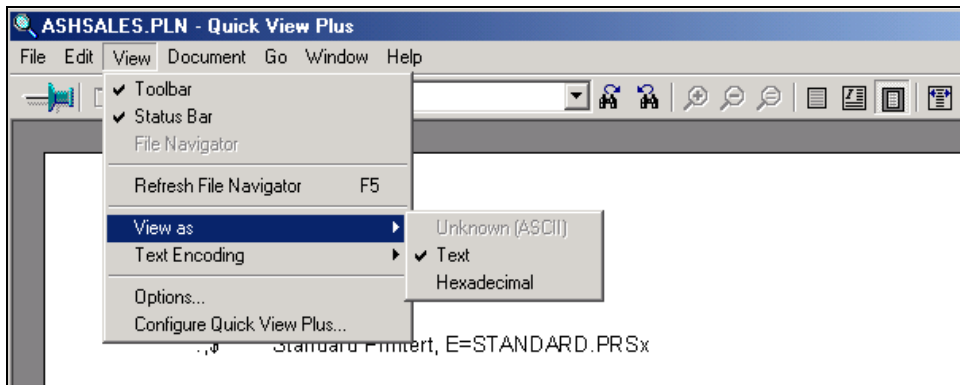 ASHSALES.PLN - Quick View Plus
File Edit View Document Go Window Help
Toolbar
Status Bar
File Navigator
Refresh File Navigator F5
View as
Unknown (ASCII)
Text Encoding
Text
Hexadecimal
Options...
Configure Quick View Plus...
Standard Printert, E=STANDARD.PRSx